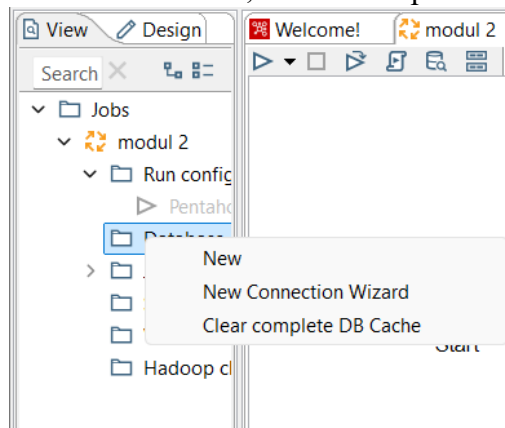 View Design Welcome! modul 2
Search
Jobs
modul 2
Run config
Pentaho
New
New Connection Wizard
Clear complete DB Cache
Start
Hadoop cl